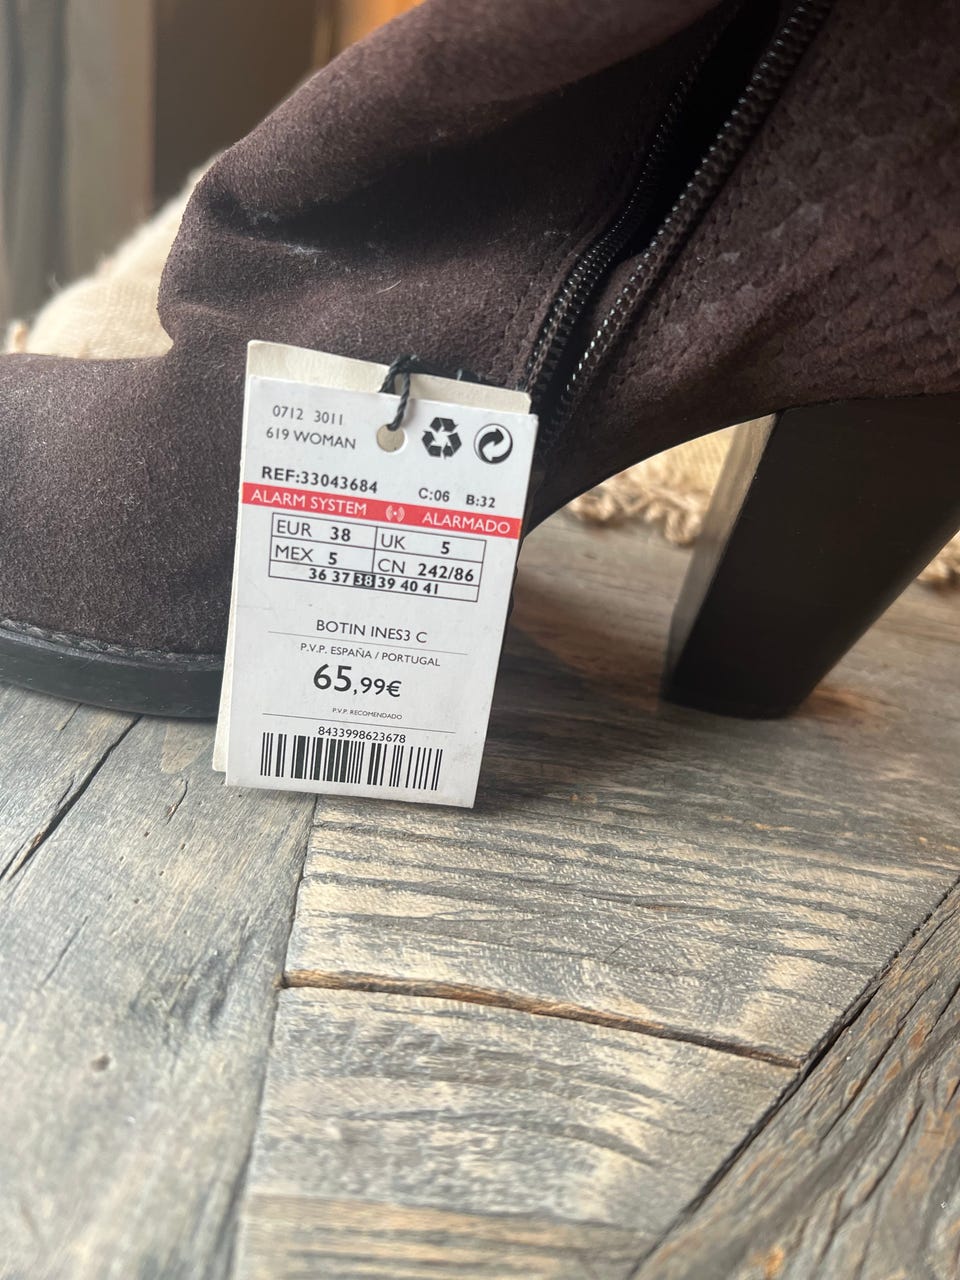 0712 3011
619 WOMAN
REF:33043684 C:06 B:32
ALARM SYSTEM ALARMADO
EUR 38 UK 5
MEX 5 CN 242/86
36 37 38 39 40 41
BOTIN INES3 C
P.V.P. ESPAÑA / PORTUGAL
65,99€
P.V.P. RECOMENDADO
8433998623678